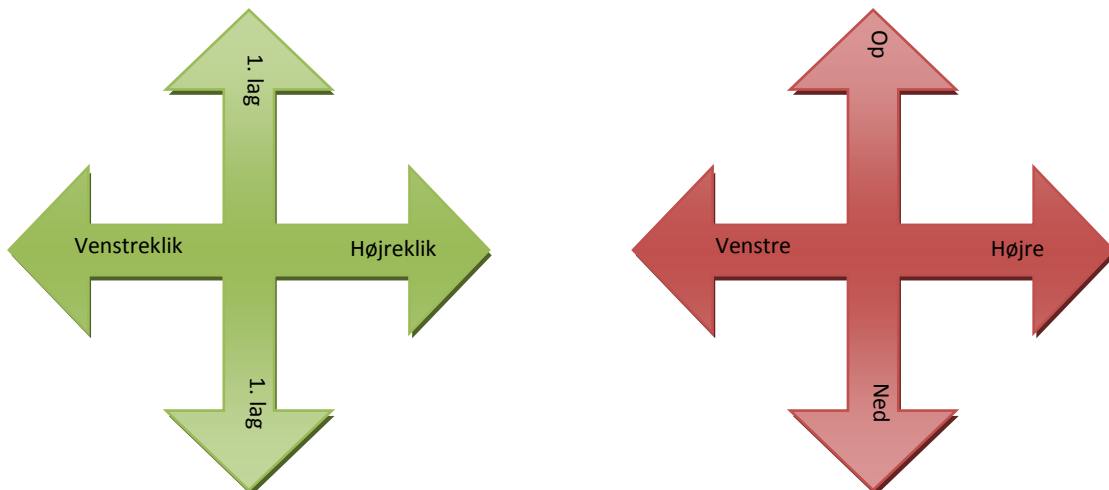 1. lag
Venstreklik
Højreklik
1. lag
Op
Venstre
Højre
Ned